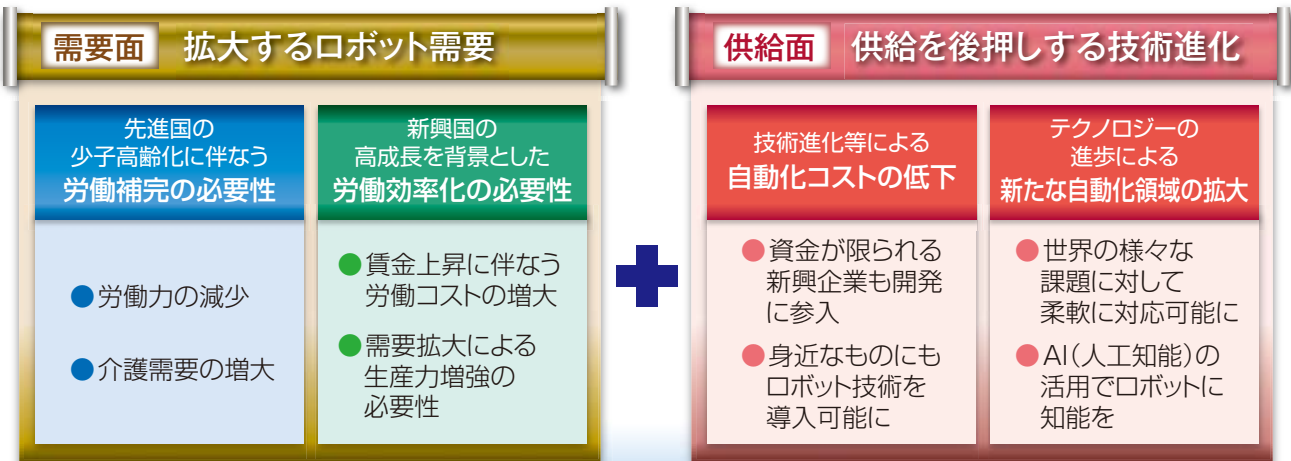 需要面 拡大するロボット需要
先進国の
少子高齢化に伴なう
労働補完の必要性
●労働力の減少
●介護需要の増大
新興国の
高成長を背景とした
労働効率化の必要性
●賃金上昇に伴なう
労働コストの増大
●需要拡大による
生産力増強の
必要性
供給面 供給を後押しする技術進化
技術進化等による
自動化コストの低下
●資金が限られる
新興企業も開発
に参入
●身近なものにも
ロボット技術を
導入可能に
テクノロジーの
進歩による
新たな自動化領域の拡大
●世界の様々な
課題に対して
柔軟に対応可能に
●AI(人工知能)の
活用でロボットに
知能を